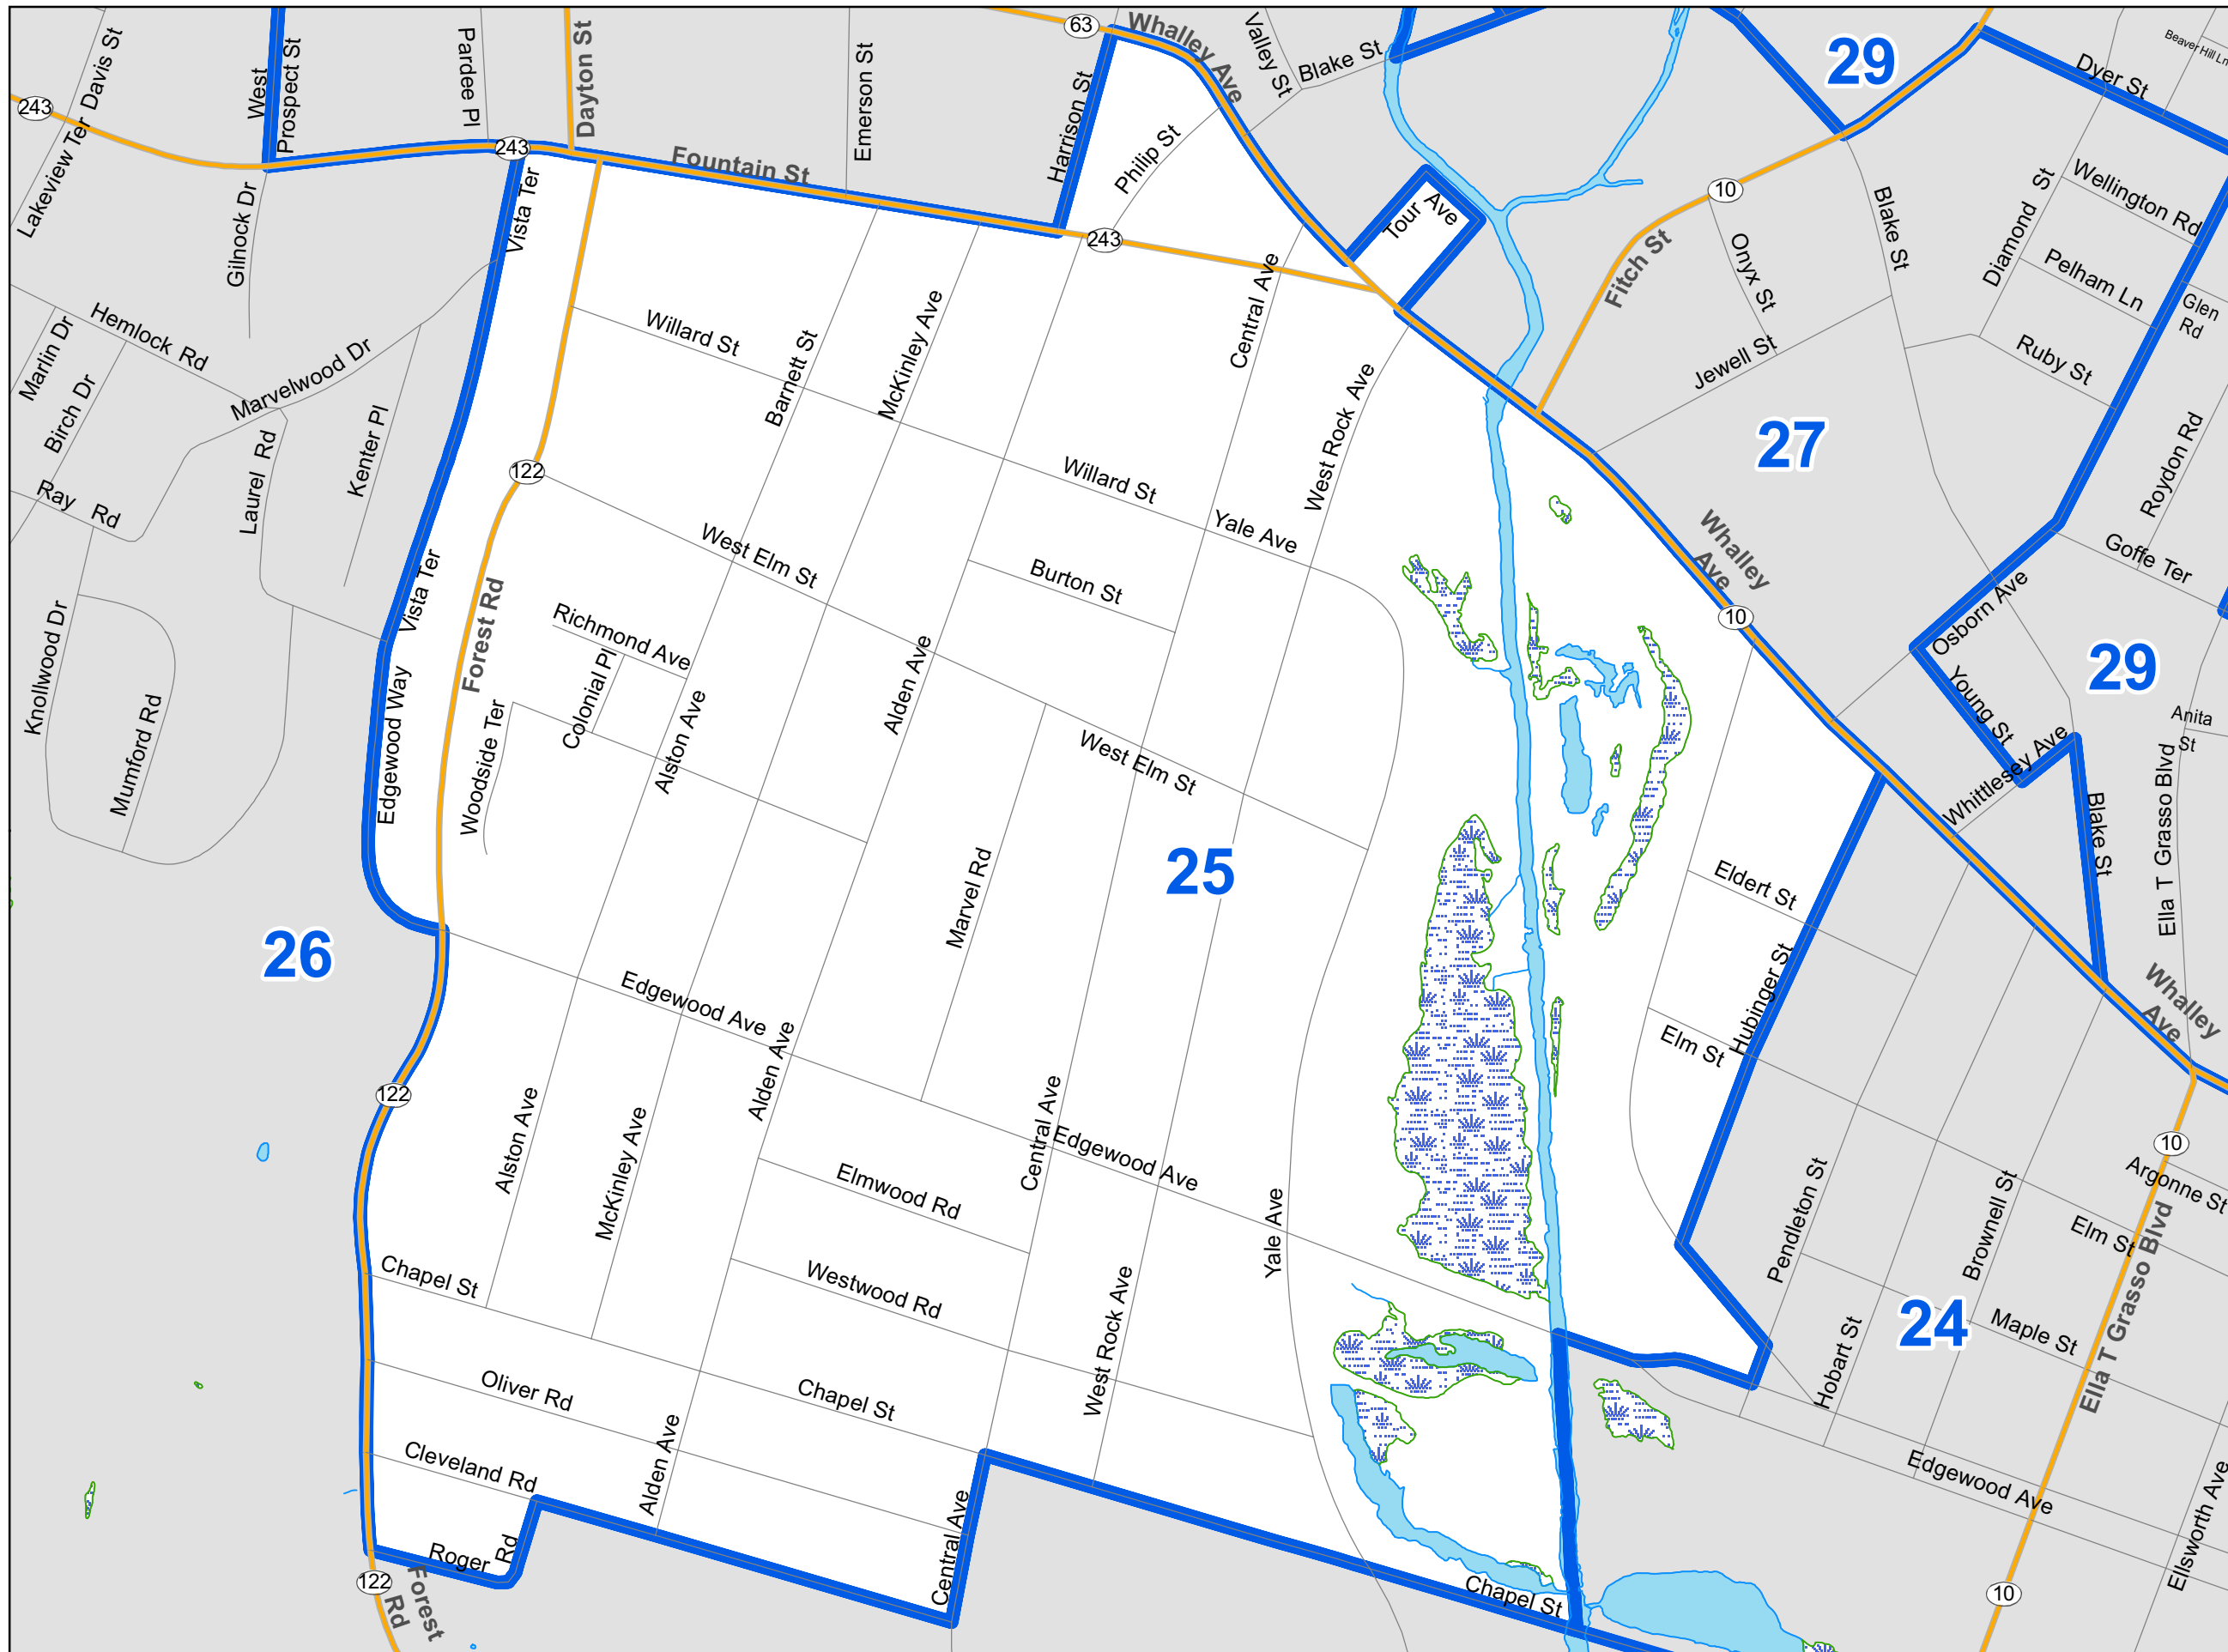 63
Whalley Ave
Valley St
Blake St
29
Dyer St
Beaver Hill Ln
243
Lakeview Ter
Davis St
West
Prospect St
Pardee Pl
Dayton St
Emerson St
Harrison St
Philip St
243
Fountain St
243
Vista Ter
Gilnock Dr
Tour Ave
10
Fitch St
Onyx St
Blake St
Diamond St
Wellington Rd
Pelham Ln
Glen
Rd
Ruby St
Jewell St
Roydon Rd
27
Hemlock Rd
Marlin Dr
Birch Dr
Marvelwood Dr
Laurel Rd
Kenter Pl
Ray Rd
Willard St
Barnett St
McKinley Ave
Central Ave
West Rock Ave
122
Willard St
Yale Ave
West Elm St
Burton St
Whalley
Ave
10
Goffe Ter
Osborn Ave
Young St
Whittlesey Ave
29
Anita
St
Ella T Grasso Blvd
Blake St
Vista Ter
Forest Rd
Richmond Ave
Colonial Pl
Woodside Ter
Alston Ave
Alden Ave
West Elm St
Knollwood Dr
Mumford Rd
Edgewood Way
25
Marvel Rd
Eldert St
26
Edgewood Ave
Alden Ave
Hubinger St
Elm St
Whalley
Ave
122
Alston Ave
McKinley Ave
Central Ave
Edgewood Ave
Elmwood Rd
10
Argonne St
Elm St
Pendleton St
Brownell St
Ella T Grasso Blvd
Yale Ave
Chapel St
Westwood Rd
West Rock Ave
24
Maple St
Hobart St
Oliver Rd
Chapel St
Cleveland Rd
Alden Ave
Edgewood Ave
Ellsworth Ave
Roger Rd
Central Ave
Chapel St
122
Forest
Rd
10